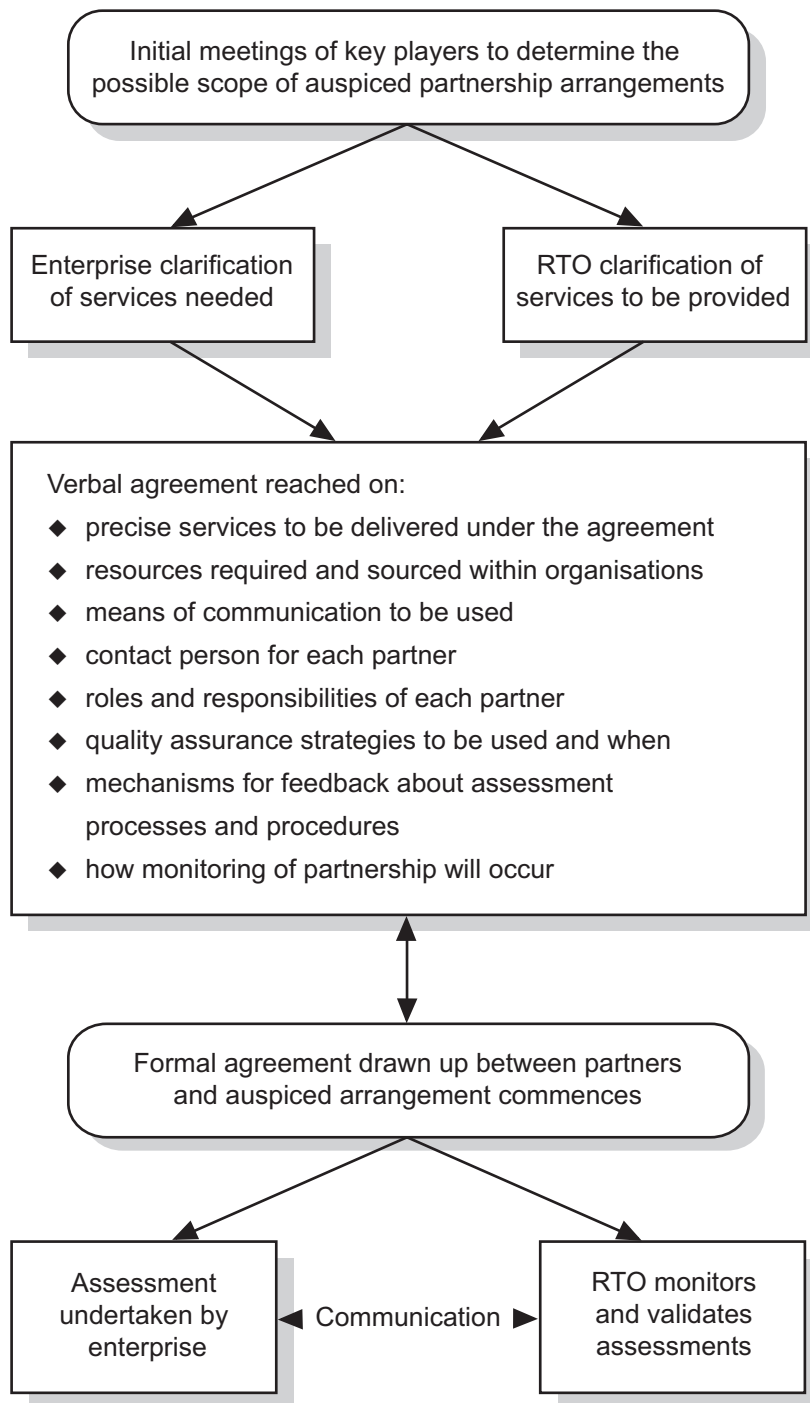 Initial meetings of key players to determine the
possible scope of auspiced partnership arrangements
Enterprise clarification
of services needed
RTO clarification of
services to be provided
Verbal agreement reached on:
◆ precise services to be delivered under the agreement
◆ resources required and sourced within organisations
◆ means of communication to be used
◆ contact person for each partner
◆ roles and responsibilities of each partner
◆ quality assurance strategies to be used and when
◆ mechanisms for feedback about assessment
processes and procedures
◆ how monitoring of partnership will occur
Formal agreement drawn up between partners
and auspiced arrangement commences
Assessment
undertaken by
enterprise
Communication
RTO monitors
and validates
assessments